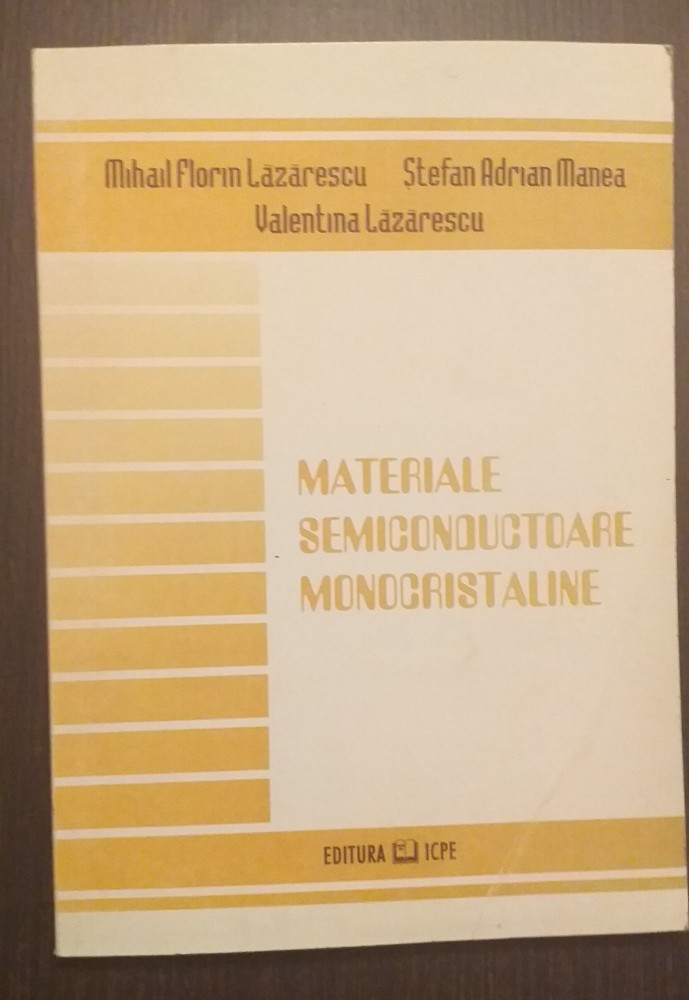 Mihail Florin Lăzărescu Ștefan Adrian Manea
Valentina Lăzărescu
MATERIALE
SEMICONDUCTOARE
MONOCRISTALINE
EDITURA ICPE